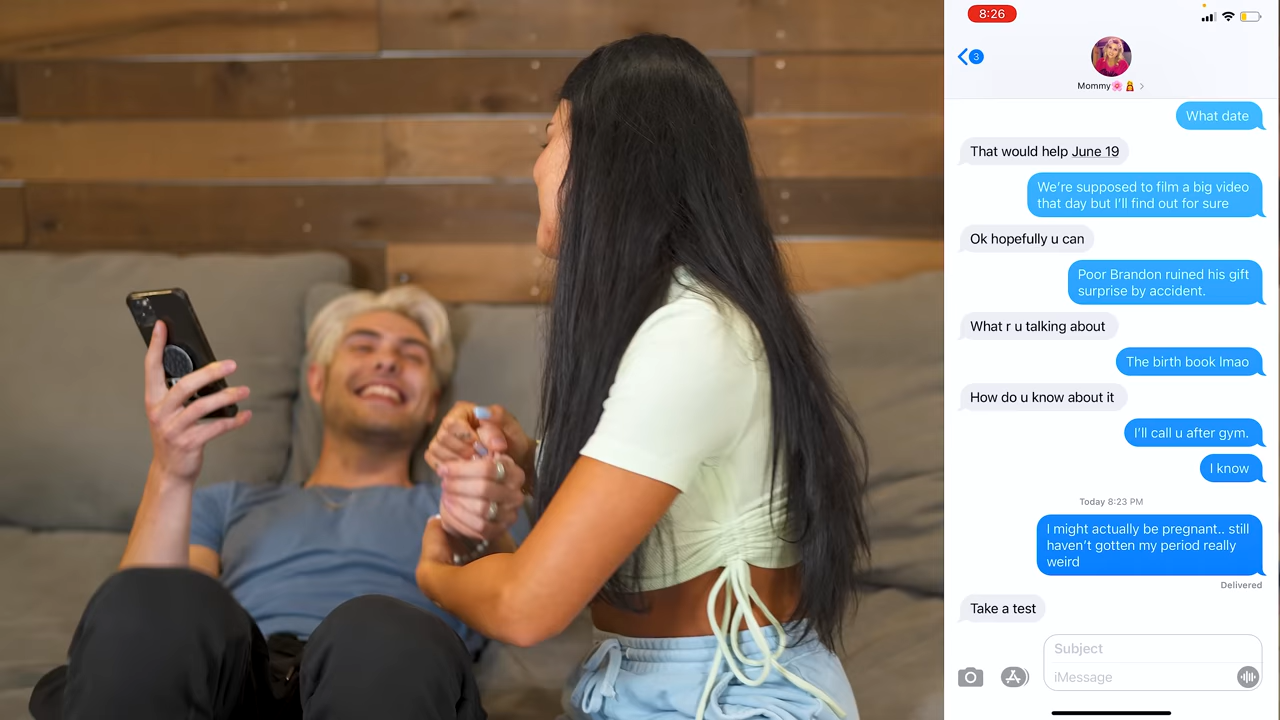 8:26
3
Mommy🌸👩‍🦰
What date
That would help June 19
We're supposed to film a big video
that day but I'll find out for sure
Ok hopefully u can
Poor Brandon ruined his gift
surprise by accident.
What r u talking about
The birth book lmao
How do u know about it
I'll call u after gym.
I know
Today 8:23 PM
I might actually be pregnant.. still
haven't gotten my period really
weird
Delivered
Take a test
Subject
iMessage